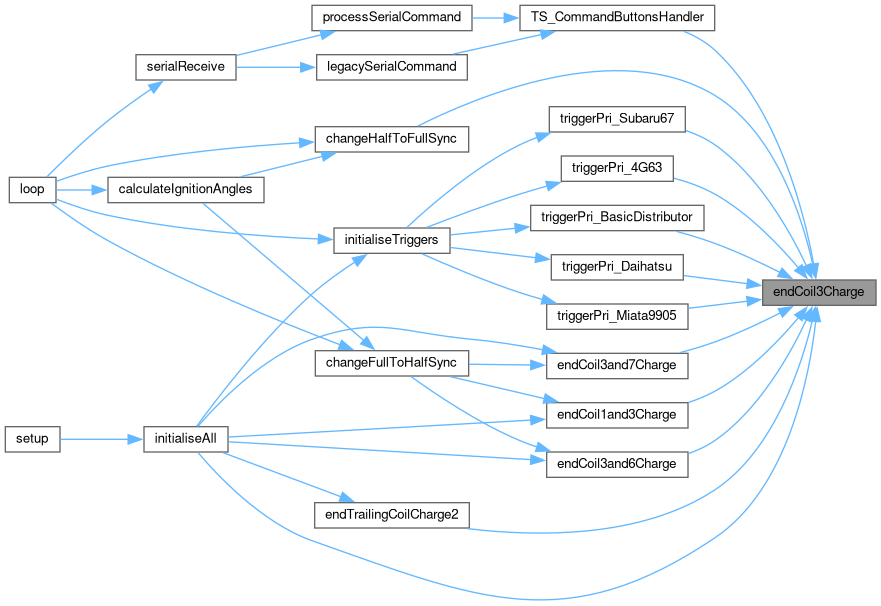 processSerialCommand
TS_CommandButtonsHandler
serialReceive
legacySerialCommand
triggerPri_Subaru67
changeHalfToFullSync
triggerPri_4G63
loop
calculateIgnitionAngles
triggerPri_BasicDistributor
initialiseTriggers
triggerPri_Daihatsu
endCoil3Charge
triggerPri_Miata9905
changeFullToHalfSync
endCoil3and7Charge
endCoil1and3Charge
setup
initialiseAll
endCoil3and6Charge
endTrailingCoilCharge2